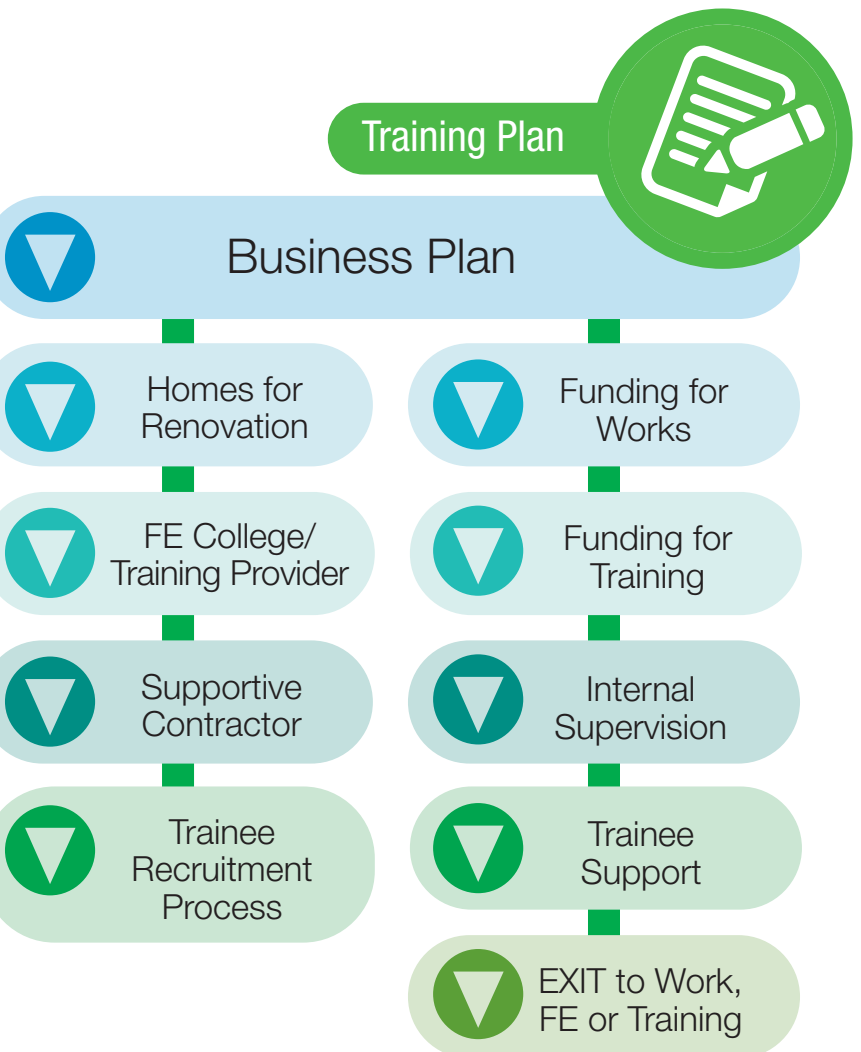 Training Plan
Business Plan
Homes for
Renovation
Funding for
Works
FE College/
Training Provider
Funding for
Training
Supportive
Contractor
Internal
Supervision
Trainee
Recruitment
Process
Trainee
Support
EXIT to Work,
FE or Training